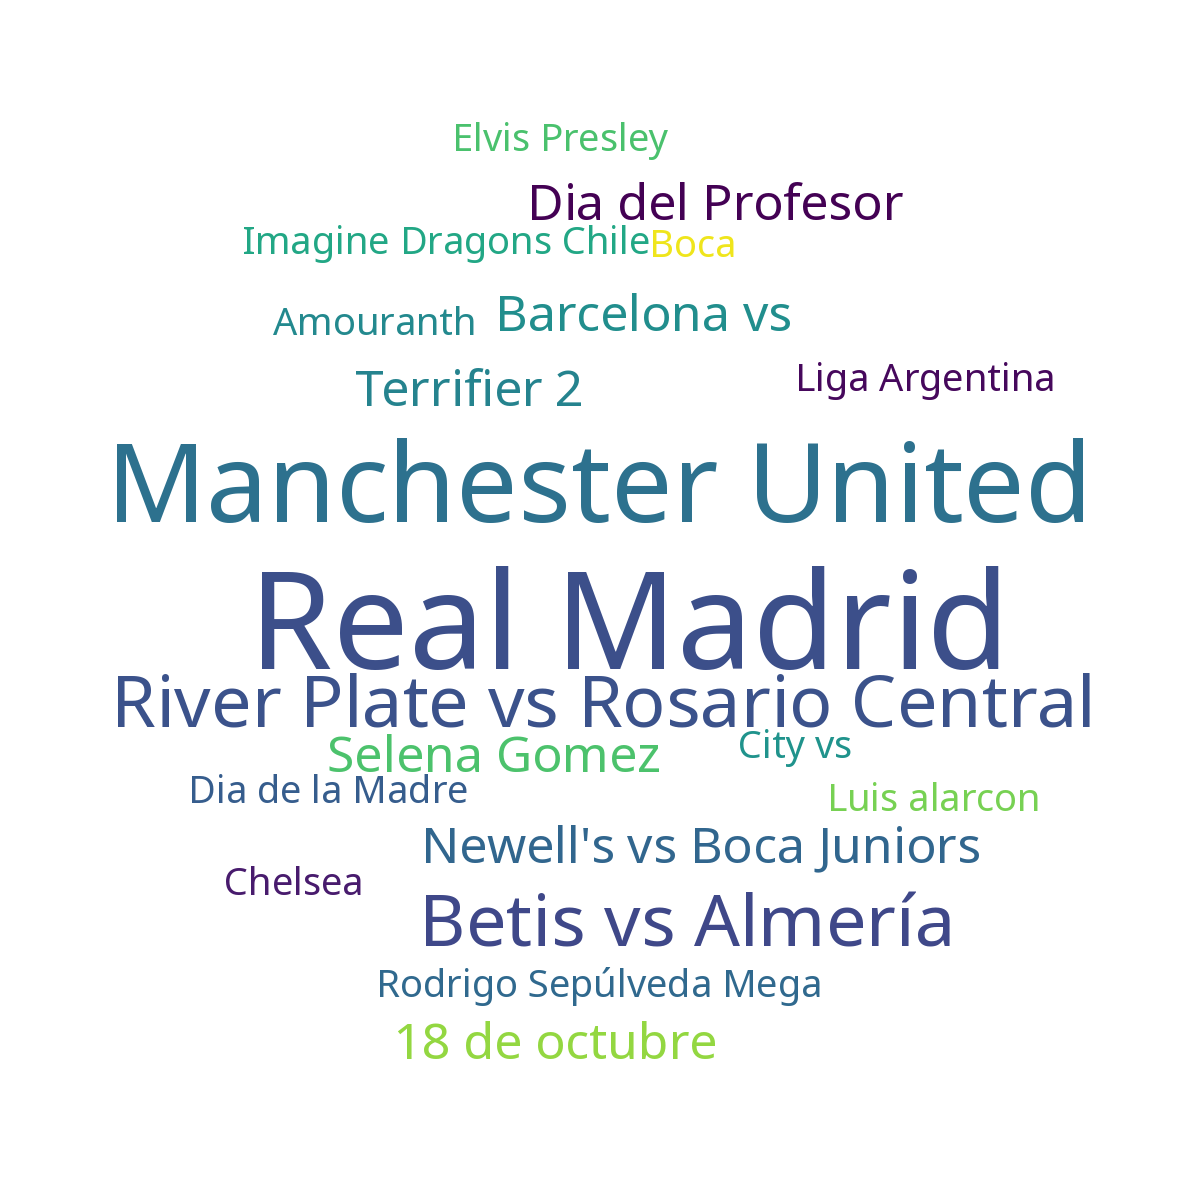 Elvis Presley
Dia del Profesor
Imagine Dragons Chile
Boca
Amouranth
Barcelona vs
Terrifier 2
Liga Argentina
Manchester United
Real Madrid
River Plate vs Rosario Central
Selena Gomez
City vs
Dia de la Madre
Luis alarcon
Newell's vs Boca Juniors
Chelsea
Betis vs Almería
Rodrigo Sepúlveda Mega
18 de octubre